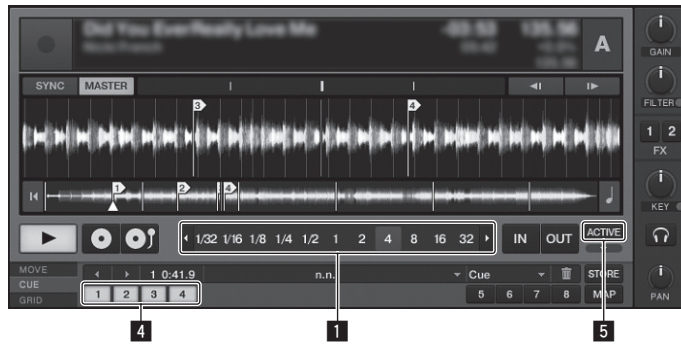 A
GAIN
SYNC MASTER
FILTER
3 4
1 2
FX
1 2 4
KEY
1/32 1/16 1/8 1/4 1/2 1 2 4 8 16 32 IN OUT ACTIVE
MOVE
CUE
GRID
1 0:41.9 n.n. Cue STORE
1 2 3 4 5 6 7 8 MAP
PAN
4 1 5